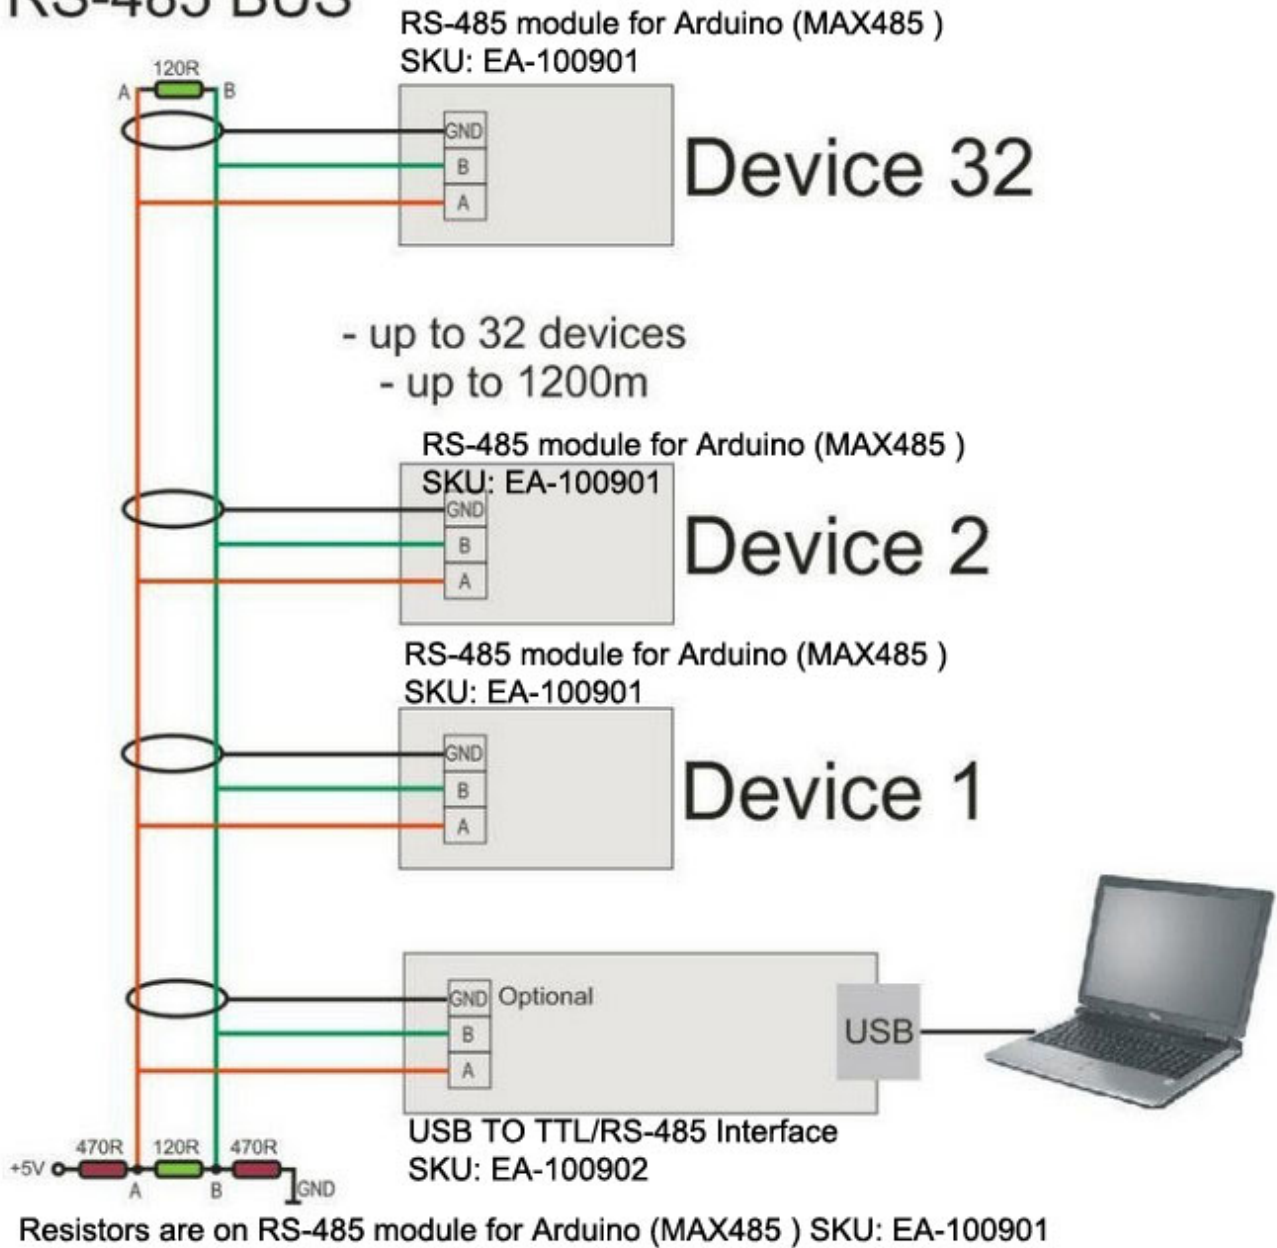 RS-485 BUS
RS-485 module for Arduino (MAX485 )
SKU: EA-100901
120R
A
B
GND
B
A
Device 32
- up to 32 devices
- up to 1200m
RS-485 module for Arduino (MAX485 )
SKU: EA-100901
GND
B
A
Device 2
RS-485 module for Arduino (MAX485 )
SKU: EA-100901
GND
B
A
Device 1
GND Optional
B
A
USB
USB TO TTL/RS-485 Interface
SKU: EA-100902
470R 120R 470R
+5V
A
B
GND
Resistors are on RS-485 module for Arduino (MAX485 ) SKU: EA-100901